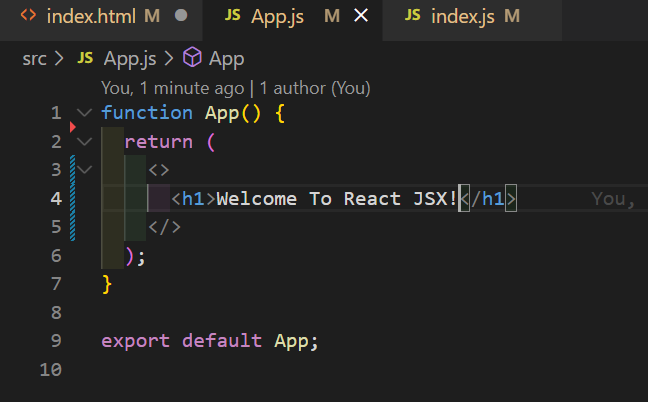 index.html M JS App.js M JS index.js M
src JS App.js App
You, 1 minute ago | 1 author (You)
1 function App() {
2 return (
3 <>
4 <h1>Welcome To React JSX!</h1> You,
5 </>
6 );
7 }
8
9 export default App;
10